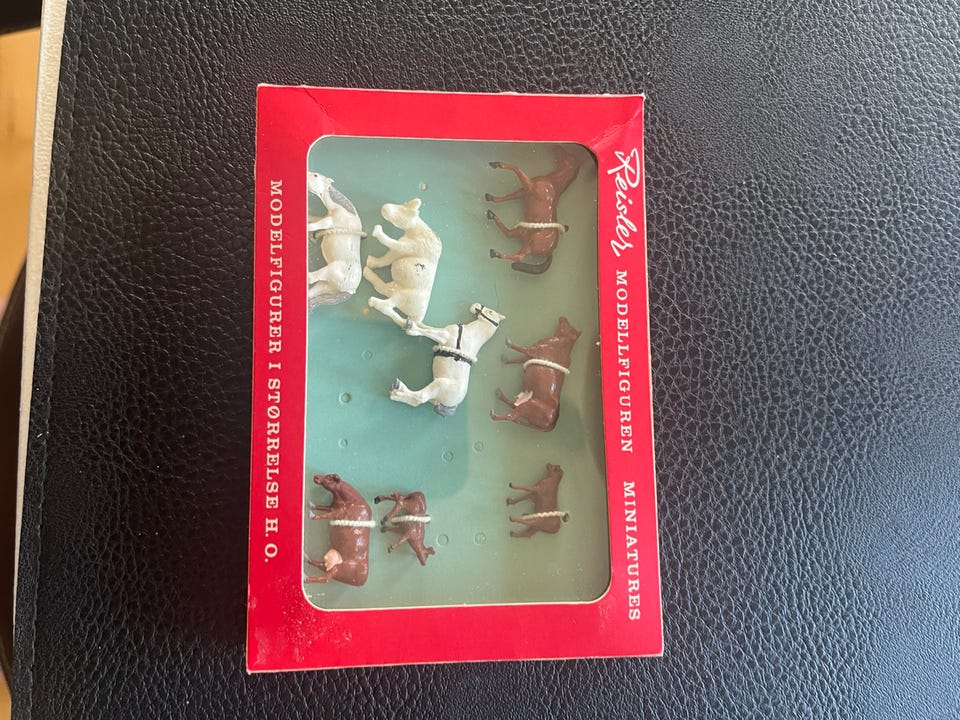 Reisler MODELLFIGUREN MINIATURES
MODELFIGURER I STØRRELSE H.O.